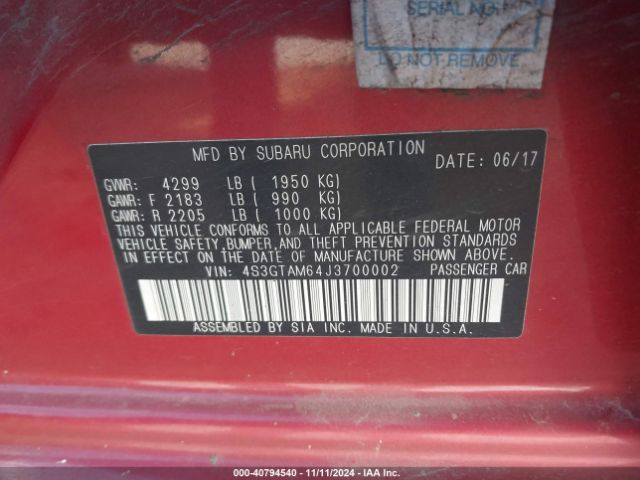 SERIAL NO.
DO NOT REMOVE
MFD BY SUBARU CORPORATION DATE: 06/17
GVWR: 4299 LB ( 1950 KG)
GAWR: F 2183 LB ( 990 KG)
GAWR: R 2205 LB ( 1000 KG)
THIS VEHICLE CONFORMS TO ALL APPLICABLE FEDERAL MOTOR
VEHICLE SAFETY, BUMPER, AND THEFT PREVENTION STANDARDS
IN EFFECT ON THE DATE OF MANUFACTURE SHOWN ABOVE.
VIN: 4S3GTAM64J3700002 PASSENGER CAR
ASSEMBLED BY SIA INC. MADE IN U.S.A.
000-40794540 - 11/11/2024 - IAA Inc.